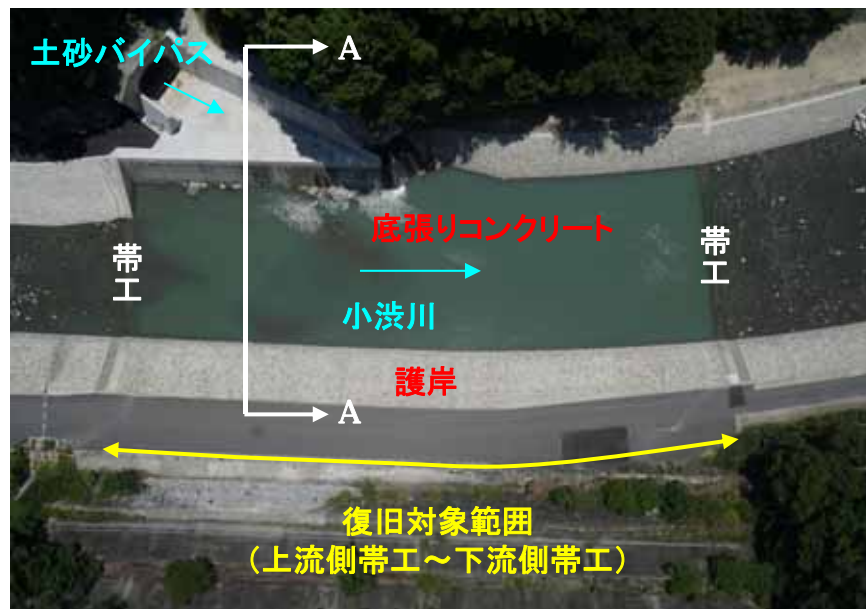 土砂バイパス
A
底張りコンクリート
帯工
帯工
小渋川
護岸
A
復旧対象範囲
(上流側帯工～下流側帯工)